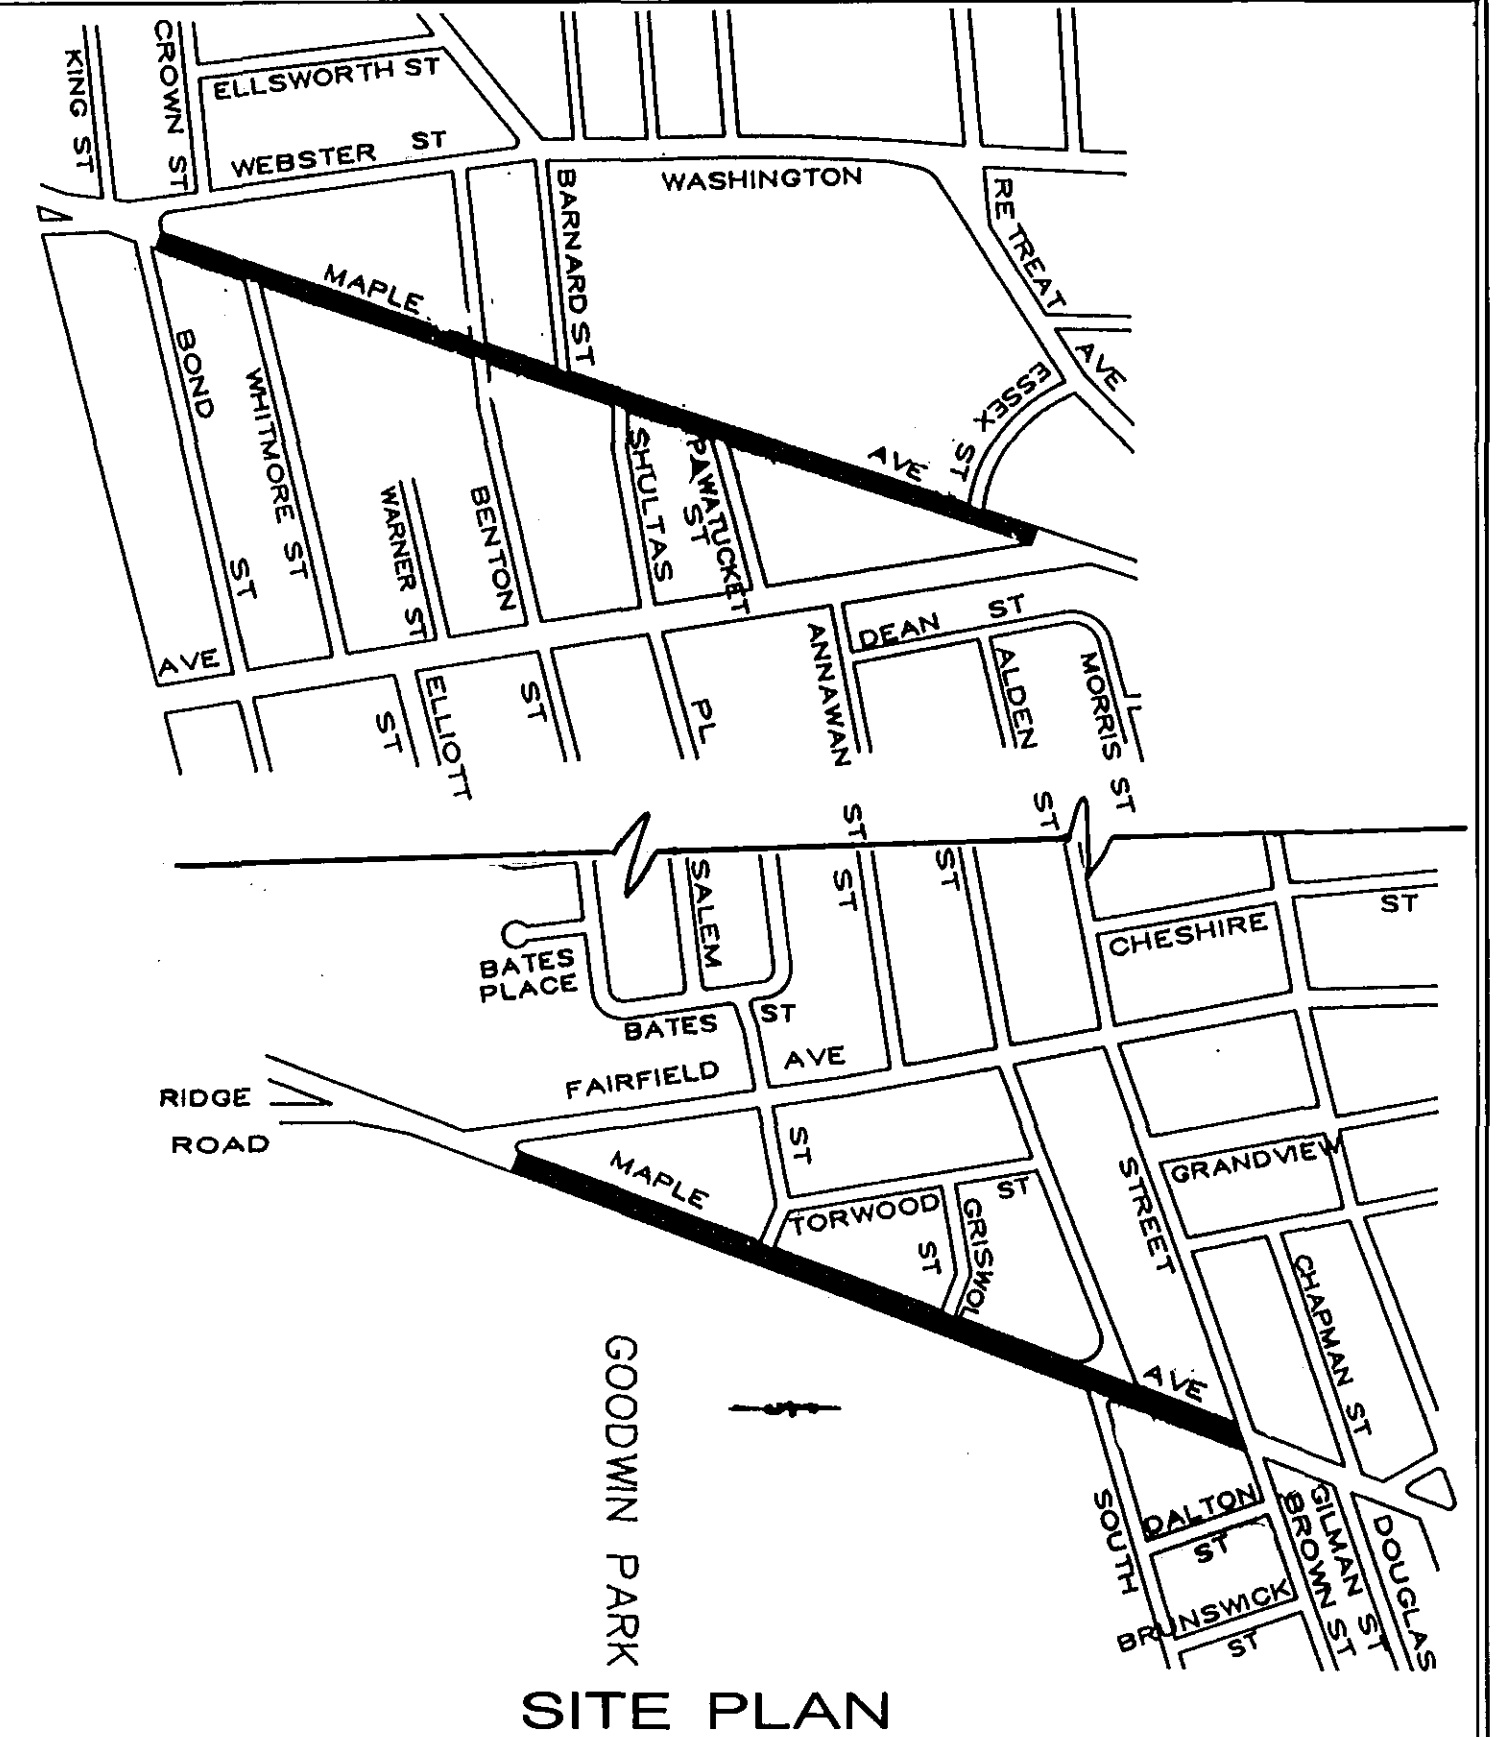 KING ST
CROWN ST
ELLSWORTH ST
WEBSTER ST
BARNARD ST
WASHINGTON
RETREAT
AVE
ESSEX ST
MAPLE
AVE
BOND
ST
WHITMORE ST
WARNER ST
BENTON
SHULTAS
PAWATUCKET
ST
AVE
ELLIOTT
ST
ST
PL
ANNAWAN
ST
DEAN ST
ALDEN
ST
MORRIS ST
SALEM
ST
ST
BATES
PLACE
BATES ST
CHESHIRE
ST
FAIRFIELD AVE
RIDGE
ROAD
MAPLE
ST
TORWOOD ST
GRISWOL
ST
STREET
GRANDVIEW
CHAPMAN ST
AVE
GOODWIN PARK
SOUTH
DALTON
ST
BROWN ST
GILMAN ST
DOUGLAS
BRUNSWICK
ST
SITE PLAN